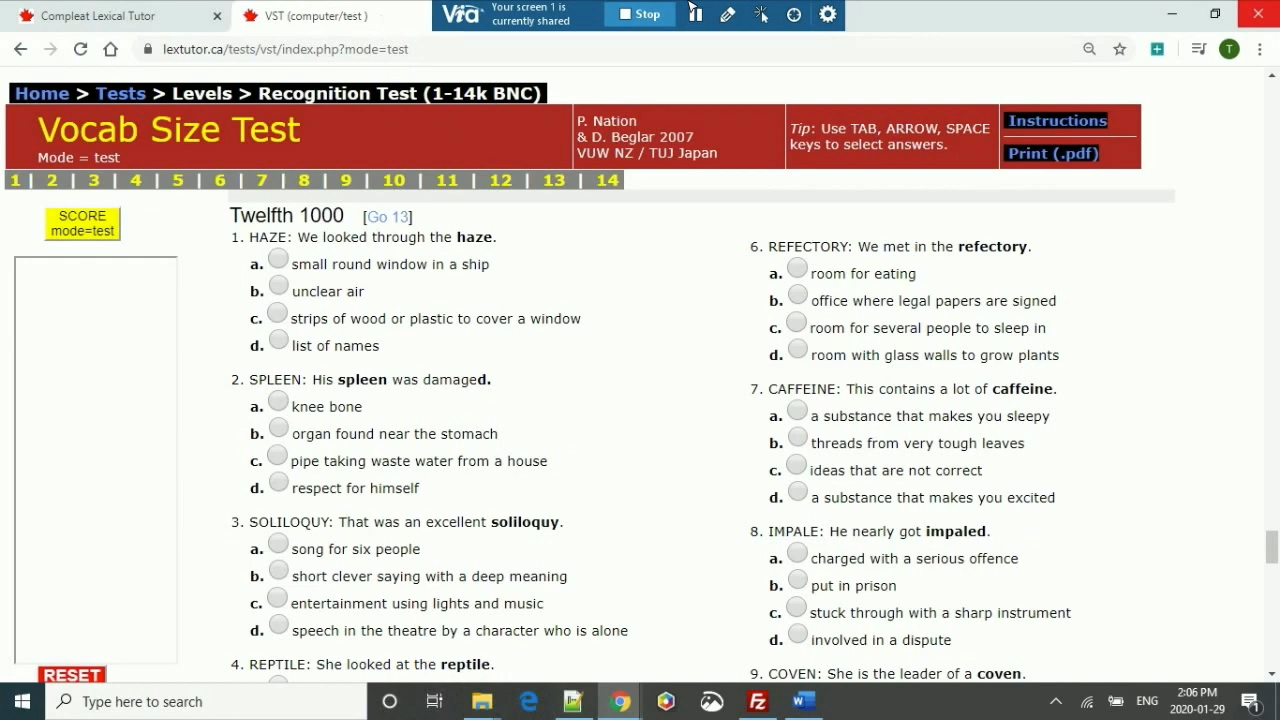 Compleat Lexical Tutor
VST (computer/test )
Via
Your screen 1 is
currently shared
Stop
lextutor.ca/tests/vst/index.php?mode=test
T
Home > Tests > Levels > Recognition Test (1-14k BNC)
Vocab Size Test
Mode = test
P. Nation
& D. Beglar 2007
VUW NZ / TUJ Japan
Tip: Use TAB, ARROW, SPACE
keys to select answers.
Instructions
Print (.pdf)
1 | 2 | 3 | 4 | 5 | 6 | 7 | 8 | 9 | 10 | 11 | 12 | 13 | 14
SCORE
mode=test
RESET
Twelfth 1000 [Go 13]
1. HAZE: We looked through the haze.
a. small round window in a ship
b. unclear air
c. strips of wood or plastic to cover a window
d. list of names
2. SPLEEN: His spleen was damaged.
a. knee bone
b. organ found near the stomach
c. pipe taking waste water from a house
d. respect for himself
3. SOLILOQUY: That was an excellent soliloquy.
a. song for six people
b. short clever saying with a deep meaning
c. entertainment using lights and music
d. speech in the theatre by a character who is alone
4. REPTILE: She looked at the reptile.
6. REFECTORY: We met in the refectory.
a. room for eating
b. office where legal papers are signed
c. room for several people to sleep in
d. room with glass walls to grow plants
7. CAFFEINE: This contains a lot of caffeine.
a. a substance that makes you sleepy
b. threads from very tough leaves
c. ideas that are not correct
d. a substance that makes you excited
8. IMPALE: He nearly got impaled.
a. charged with a serious offence
b. put in prison
c. stuck through with a sharp instrument
d. involved in a dispute
9. COVEN: She is the leader of a coven.
Type here to search
ENG
2:06 PM
2020-01-29
1